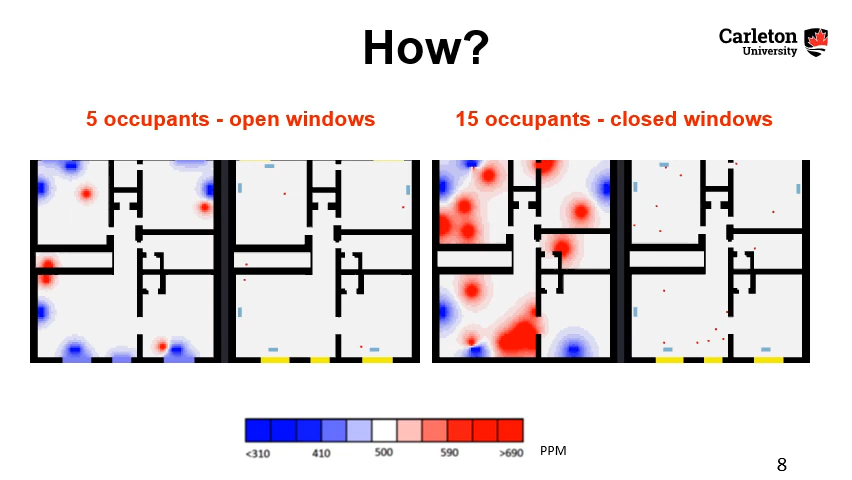 How?
Carleton
University
5 occupants - open windows
15 occupants - closed windows
<310 410 500 590 >690 PPM
8